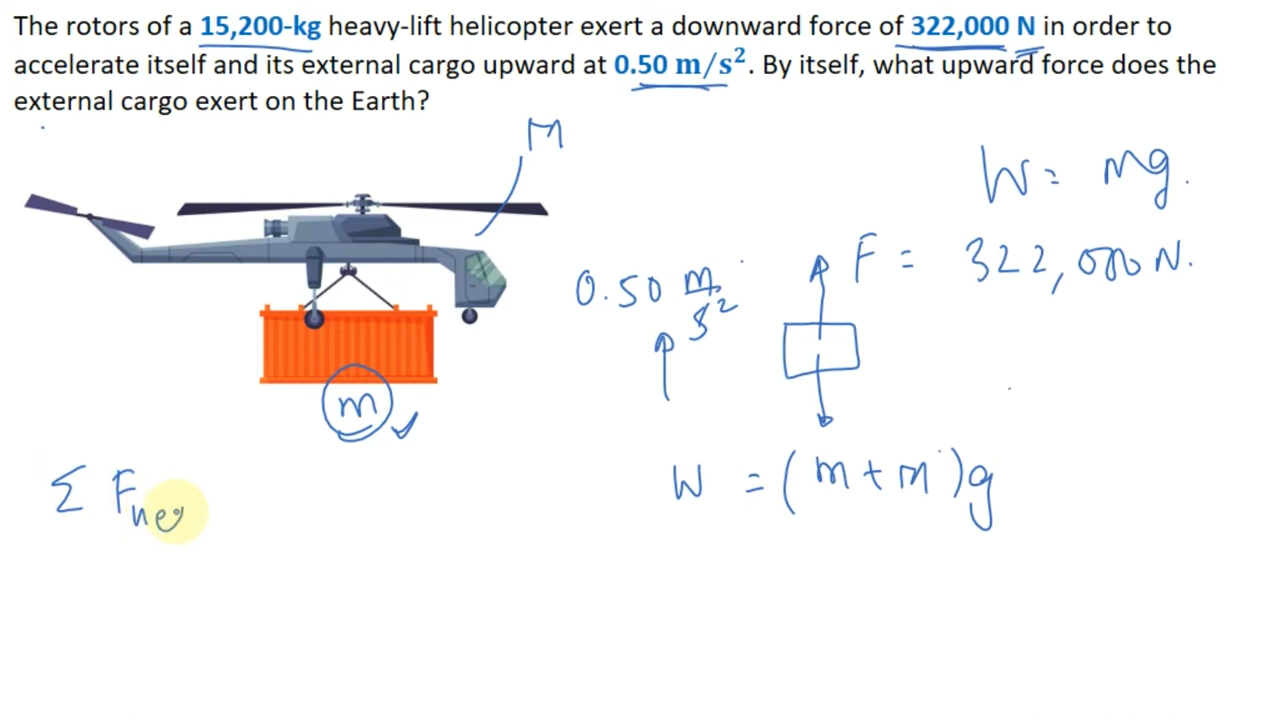 The rotors of a 15,200-kg heavy-lift helicopter exert a downward force of 322,000 N in order to
accelerate itself and its external cargo upward at 0.50 m/s². By itself, what upward force does the
external cargo exert on the Earth?
M
W = mg.
F = 322,000 N.
0.50 m/s²
m
W = (m + M)g
Σ Fne